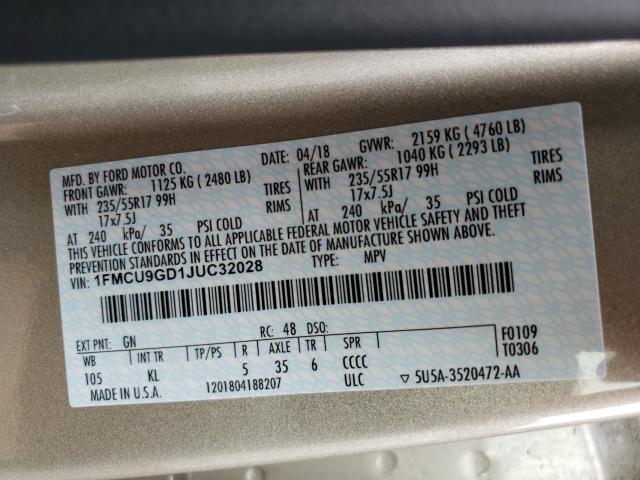 MFD. BY FORD MOTOR CO.
DATE: 04/18 GVWR: 2159 KG ( 4760 LB)
FRONT GAWR: 1125 KG ( 2480 LB) REAR GAWR: 1040 KG ( 2293 LB)
WITH 235/55R17 99H TIRES WITH 235/55R17 99H TIRES
17x7.5J RIMS 17x7.5J RIMS
AT 240 kPa/ 35 PSI COLD AT 240 kPa/ 35 PSI COLD
THIS VEHICLE CONFORMS TO ALL APPLICABLE FEDERAL MOTOR VEHICLE SAFETY AND THEFT
PREVENTION STANDARDS IN EFFECT ON THE DATE OF MANUFACTURE SHOWN ABOVE.
VIN: 1FMCU9GD1JUC32028 TYPE: MPV
EXT PNT: GN RC: 48 DSO: F0109
WB INT TR TP/PS R AXLE TR SPR T0306
105 KL 5 35 6 CCCC
MADE IN U.S.A. 1201804188207 ULC ▽ 5U5A-3520472-AA